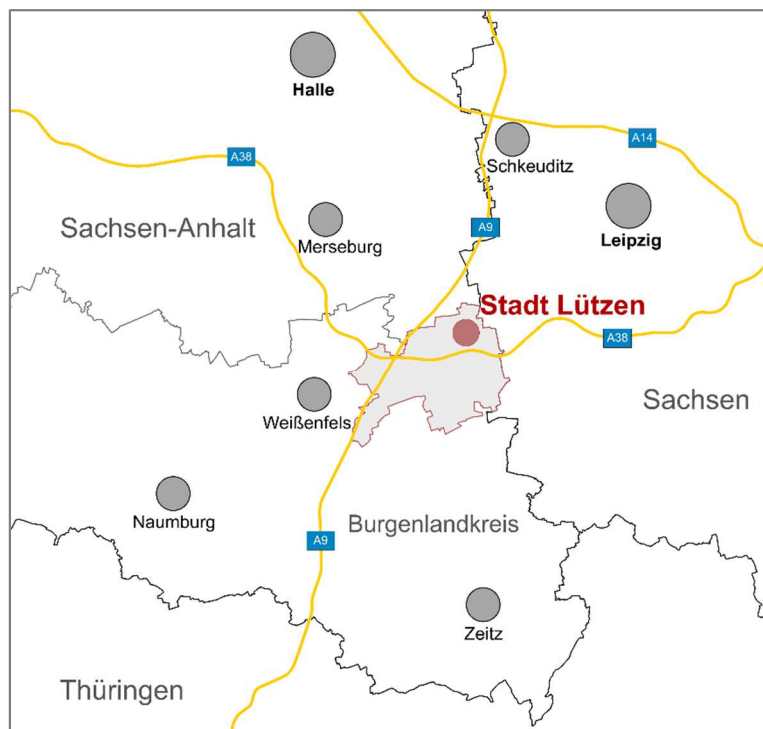 Halle
A14
Schkeuditz
A38
Sachsen-Anhalt
Merseburg
A9
Leipzig
Stadt Lützen
A38
Sachsen
Weißenfels
Naumburg
Burgenlandkreis
A9
Zeitz
Thüringen